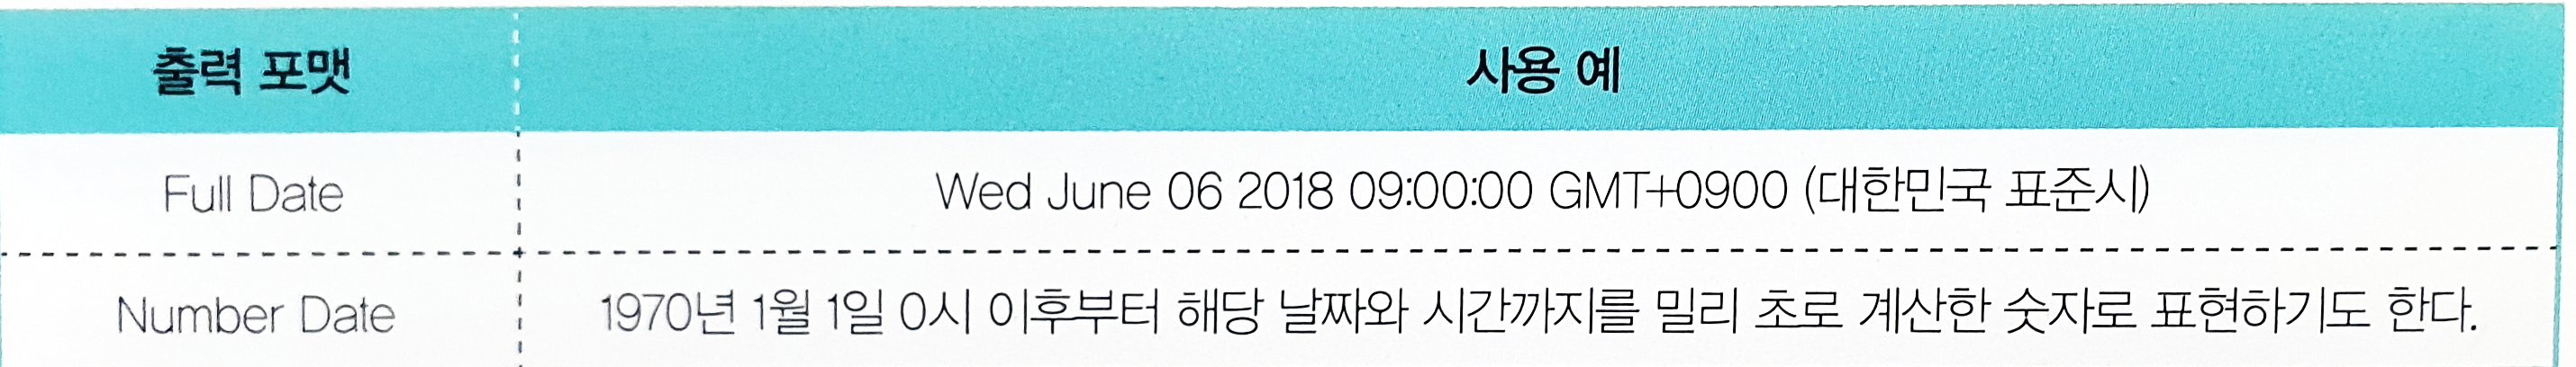 출력 포맷 사용 예
Full Date Wed June 06 2018 09:00:00 GMT+0900 (대한민국 표준시)
Number Date 1970년 1월 1일 0시 이후부터 해당 날짜와 시간까지를 밀리 초로 계산한 숫자로 표현하기도 한다.